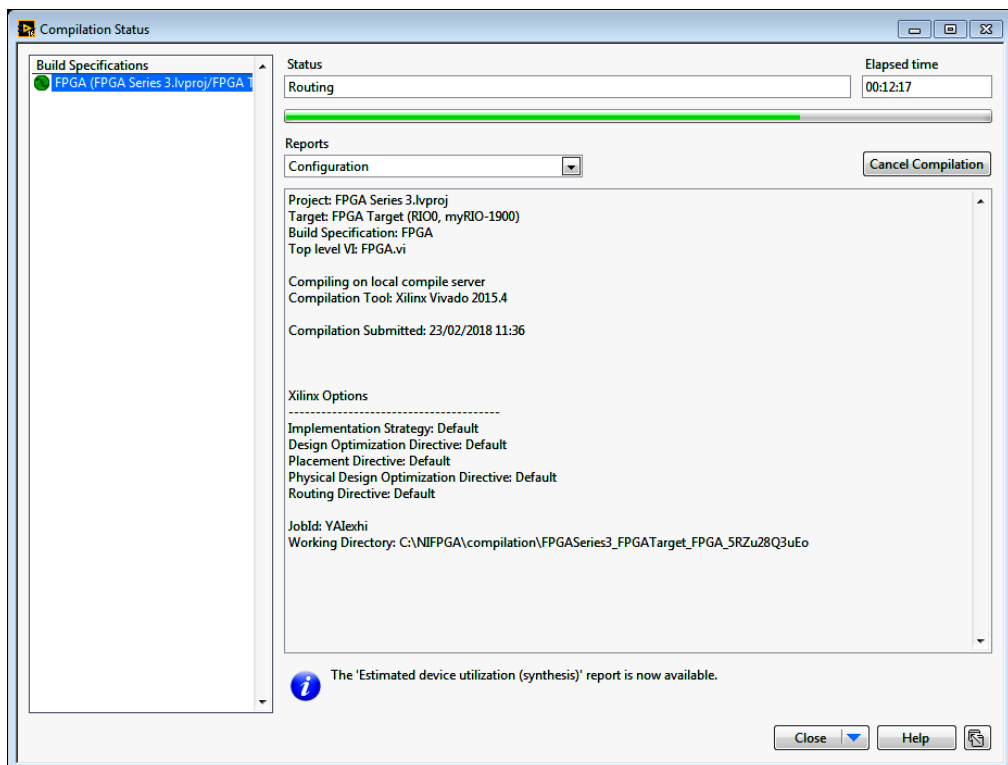 Compilation Status
Build Specifications
FPGA (FPGA Series 3.lvproj/FPGA T
Status
Elapsed time
Routing
00:12:17
Reports
Configuration
Cancel Compilation
Project: FPGA Series 3.lvproj
Target: FPGA Target (RIO0, myRIO-1900)
Build Specification: FPGA
Top level VI: FPGA.vi
Compiling on local compile server
Compilation Tool: Xilinx Vivado 2015.4
Compilation Submitted: 23/02/2018 11:36
Xilinx Options
---------------------------------------
Implementation Strategy: Default
Design Optimization Directive: Default
Placement Directive: Default
Physical Design Optimization Directive: Default
Routing Directive: Default
JobId: YAIexhi
Working Directory: C:\NIFPGA\compilation\FPGASeries3_FPGATarget_FPGA_5RZu28Q3uEo
The 'Estimated device utilization (synthesis)' report is now available.
Close
Help